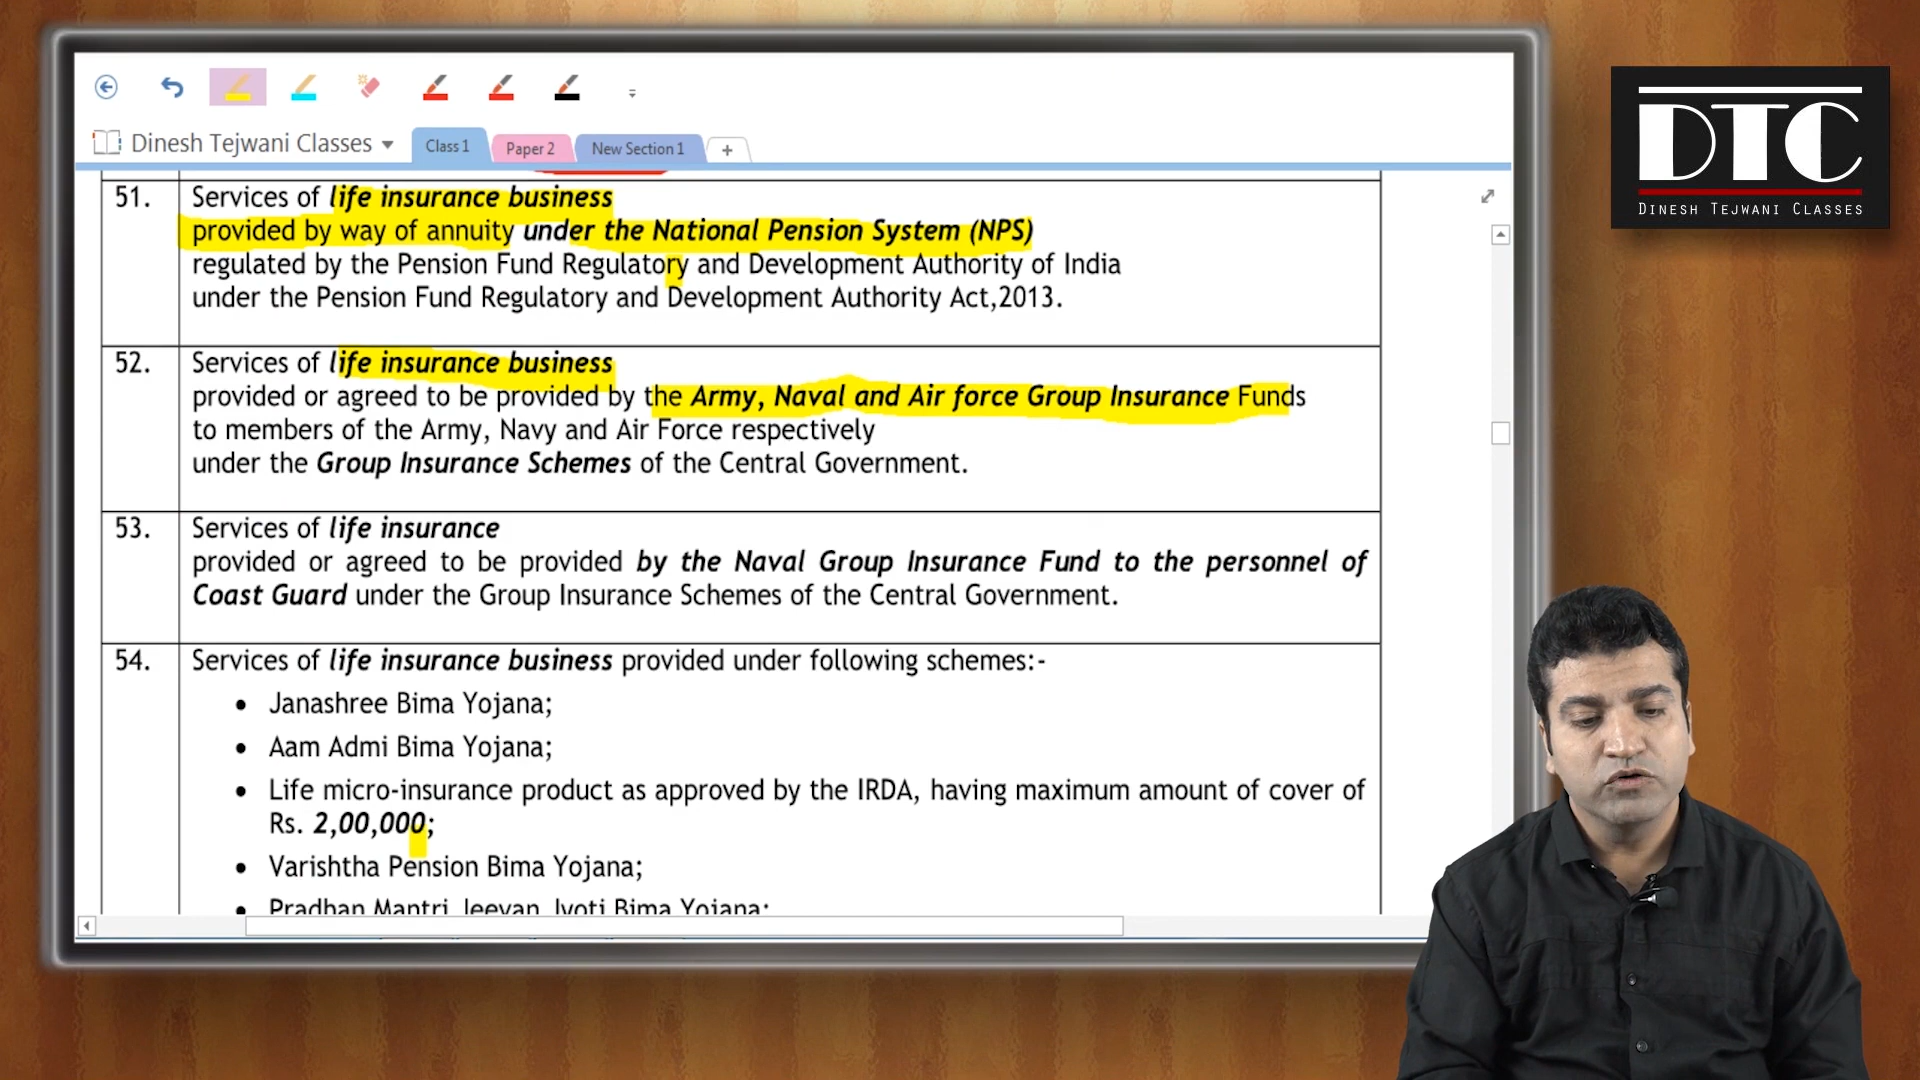 DTC
DINESH TEJWANI CLASSES
Dinesh Tejwani Classes
Class 1
Paper 2
New Section 1
51.
Services of life insurance business
provided by way of annuity under the National Pension System (NPS)
regulated by the Pension Fund Regulatory and Development Authority of India
under the Pension Fund Regulatory and Development Authority Act,2013.
52.
Services of life insurance business
provided or agreed to be provided by the Army, Naval and Air force Group Insurance Funds
to members of the Army, Navy and Air Force respectively
under the Group Insurance Schemes of the Central Government.
53.
Services of life insurance
provided or agreed to be provided by the Naval Group Insurance Fund to the personnel of
Coast Guard under the Group Insurance Schemes of the Central Government.
54.
Services of life insurance business provided under following schemes:-
• Janashree Bima Yojana;
• Aam Admi Bima Yojana;
• Life micro-insurance product as approved by the IRDA, having maximum amount of cover of
Rs. 2,00,000;
• Varishtha Pension Bima Yojana;
• Pradhan Mantri Jeevan Jyoti Bima Yojana;